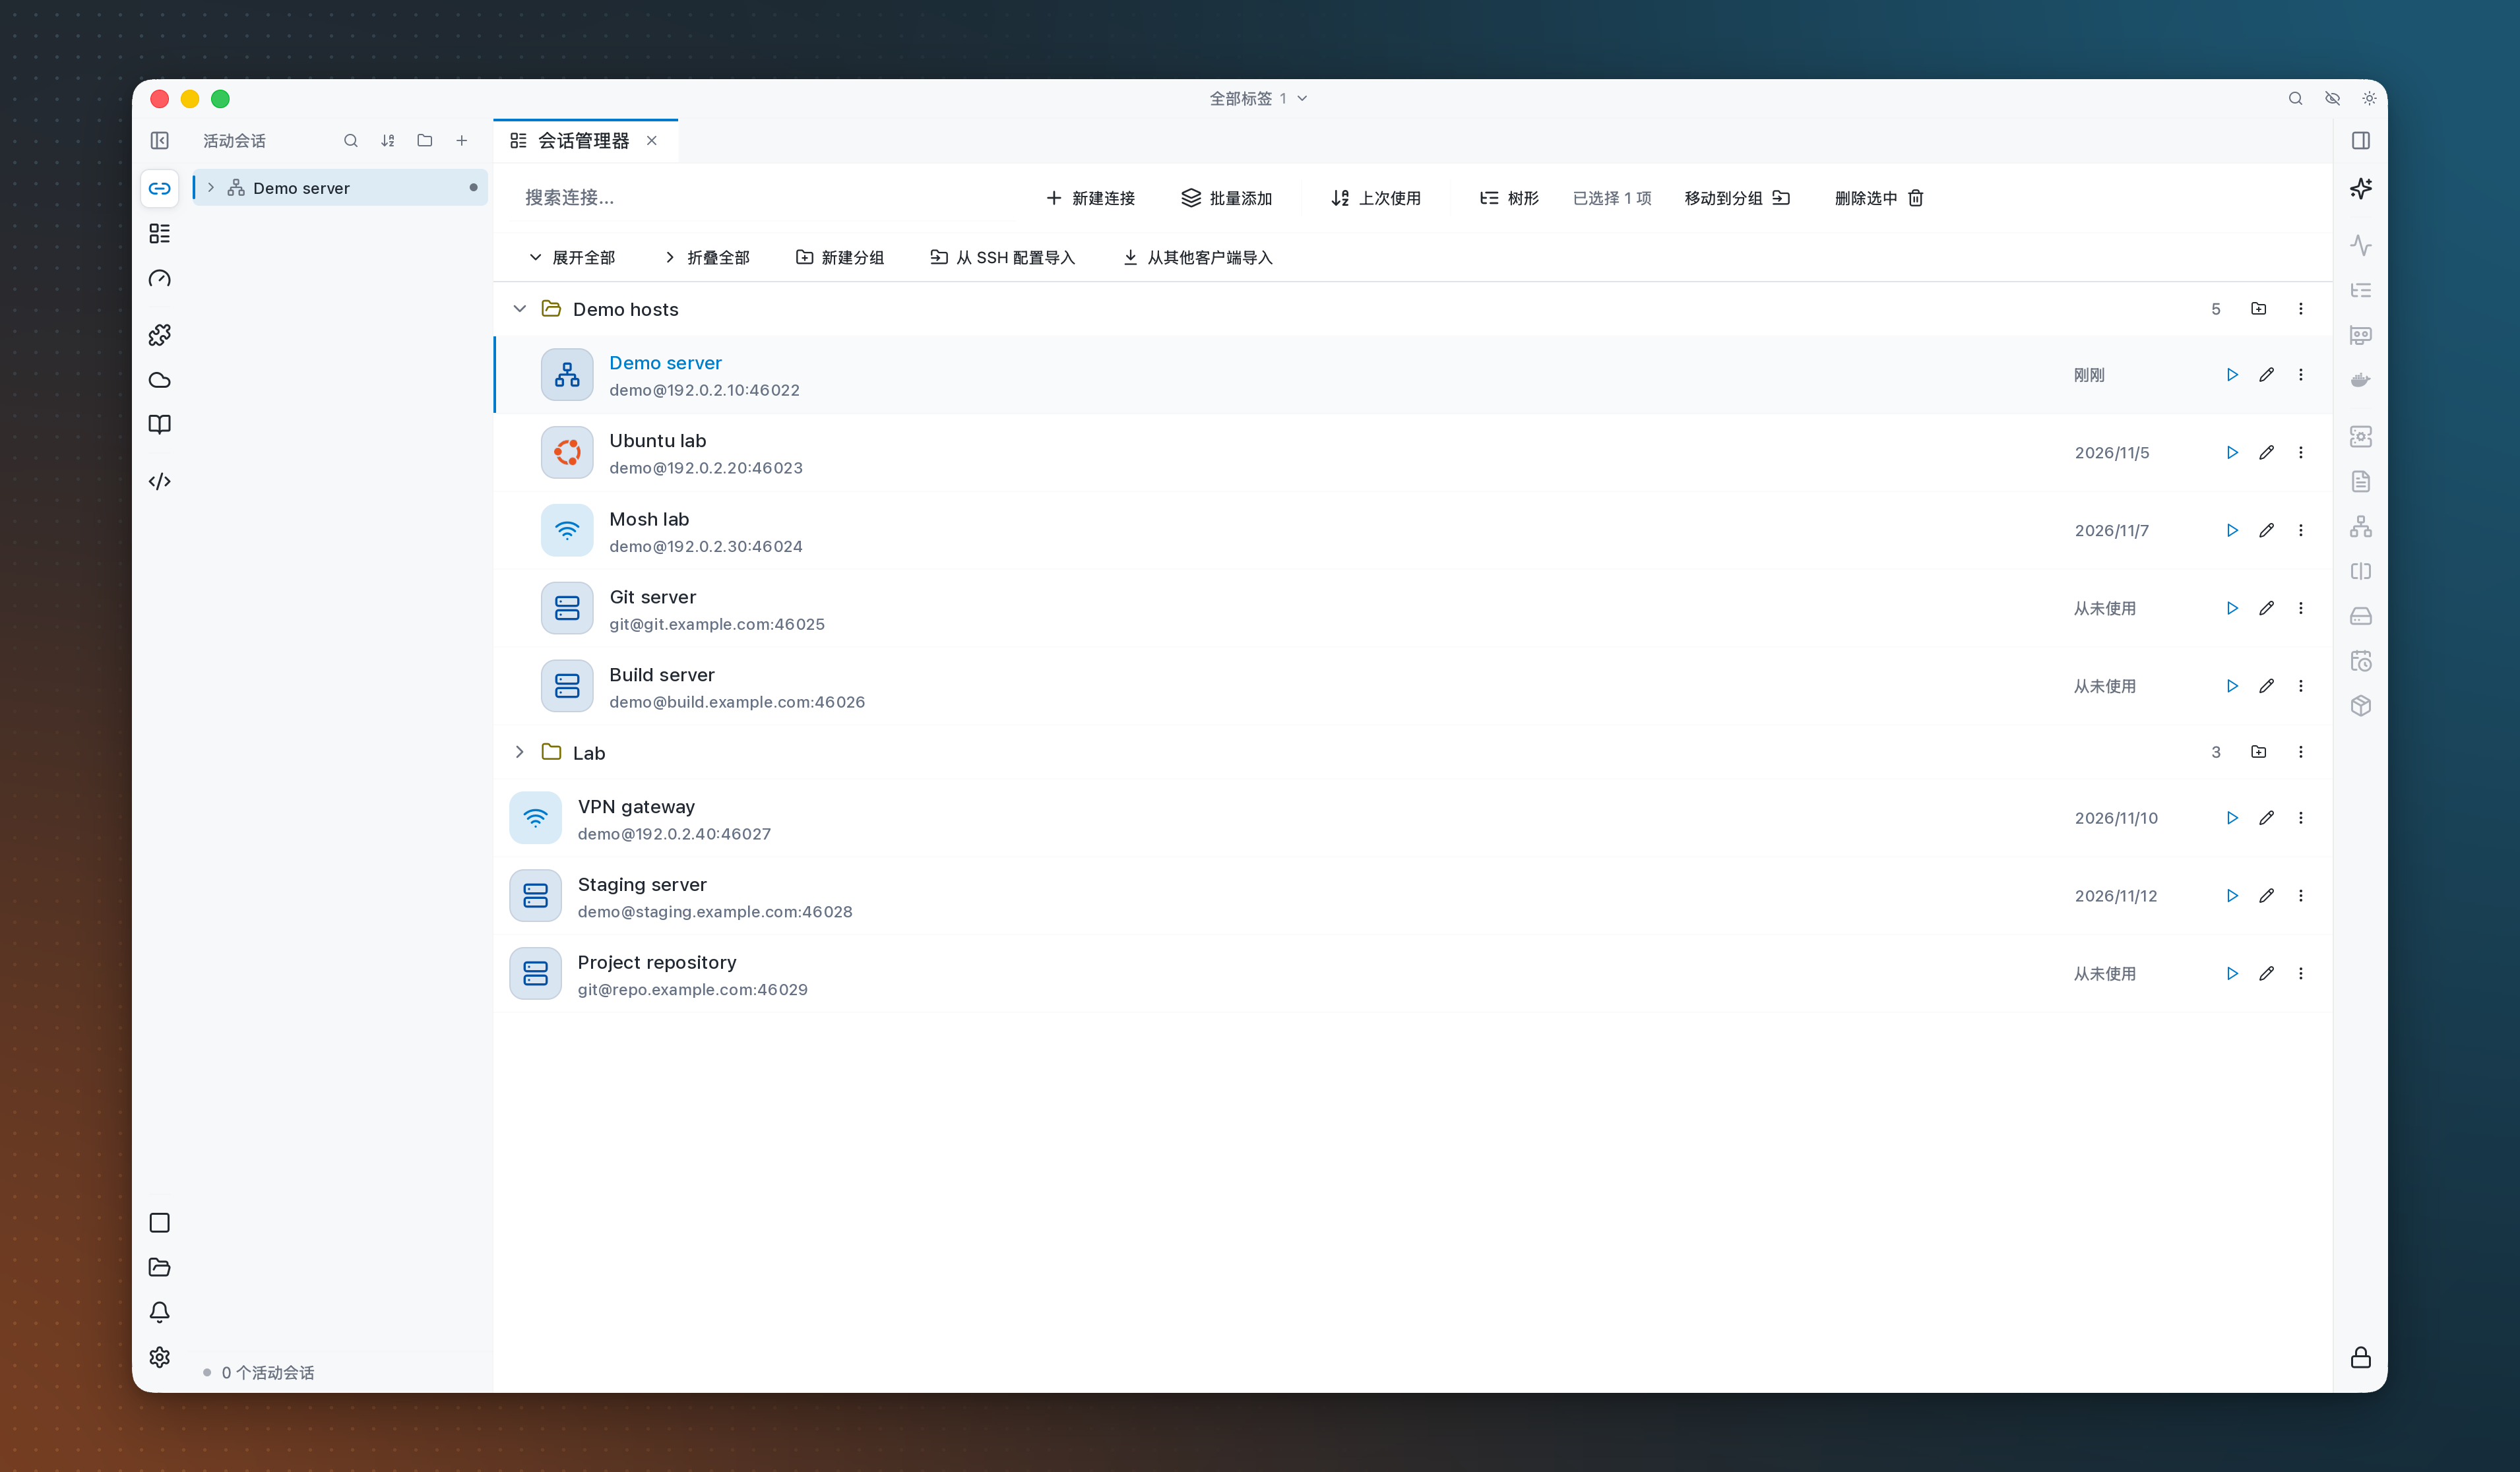 全部标签 1
活动会话
会话管理器
Demo server
搜索连接...
新建连接
批量添加
上次使用
树形
已选择 1 项
移动到分组
删除选中
展开全部
折叠全部
新建分组
从 SSH 配置导入
从其他客户端导入
Demo hosts
5
Demo server
demo@192.0.2.10:46022
刚刚
Ubuntu lab
demo@192.0.2.20:46023
2026/11/5
Mosh lab
demo@192.0.2.30:46024
2026/11/7
Git server
git@git.example.com:46025
从未使用
Build server
demo@build.example.com:46026
从未使用
Lab
3
VPN gateway
demo@192.0.2.40:46027
2026/11/10
Staging server
demo@staging.example.com:46028
2026/11/12
Project repository
git@repo.example.com:46029
从未使用
0 个活动会话